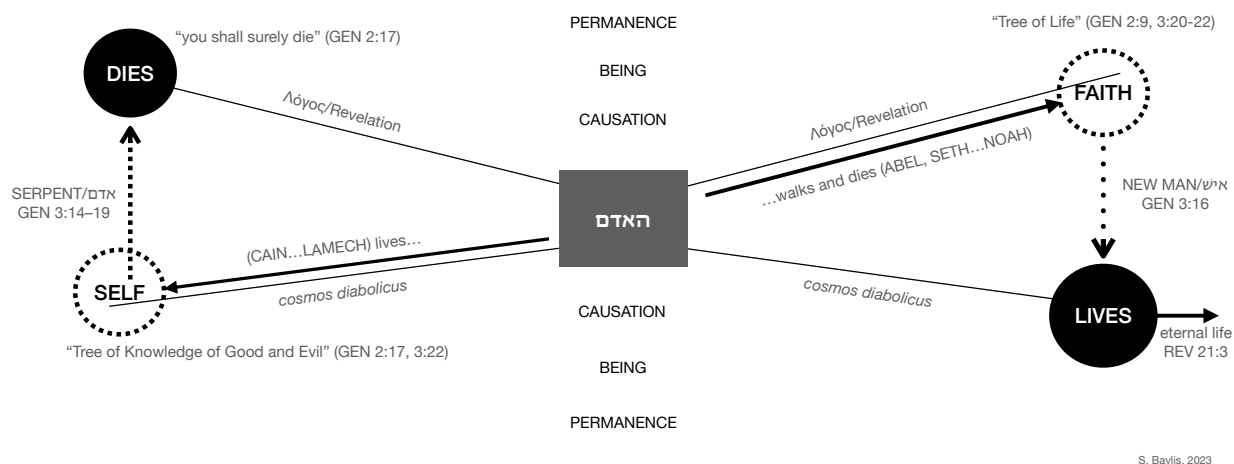 PERMANENCE
“Tree of Life” (GEN 2:9, 3:20-22)
“you shall surely die” (GEN 2:17)
DIES
BEING
FAITH
Λόγος/Revelation
CAUSATION
Λόγος/Revelation
…walks and dies (ABEL, SETH…NOAH)
SERPENT/אדם
GEN 3:14–19
NEW MAN/אישׁ
GEN 3:16
האדם
(CAIN…LAMECH) lives…
SELF
cosmos diabolicus
cosmos diabolicus
CAUSATION
LIVES
eternal life
REV 21:3
“Tree of Knowledge of Good and Evil” (GEN 2:17, 3:22)
BEING
PERMANENCE
S. Baylis, 2023